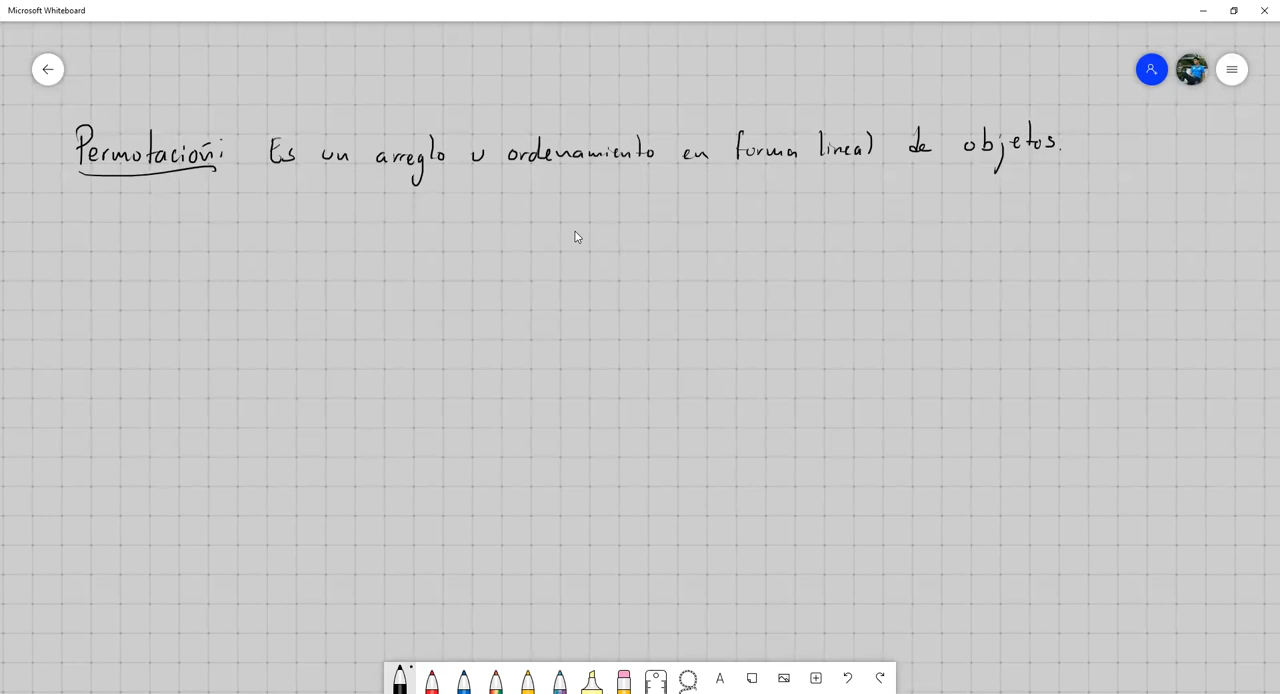 Microsoft Whiteboard
Permutación: Es un arreglo u ordenamiento en forma lineal de objetos.